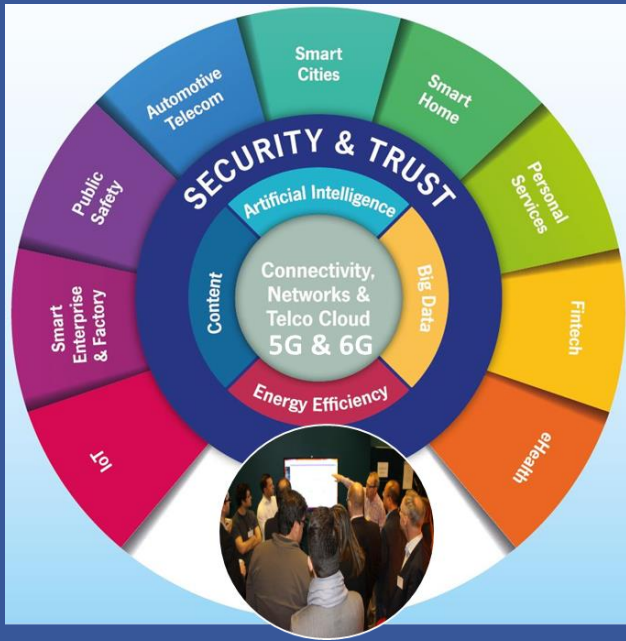 Smart
Cities
Automotive
Telecom
Smart
Home
Public
Safety
Personal
Services
Smart
Enterprise
& Factory
Fintech
IoT
eHealth
SECURITY & TRUST
Artificial Intelligence
Content
Big Data
Energy Efficiency
Connectivity,
Networks &
Telco Cloud
5G & 6G